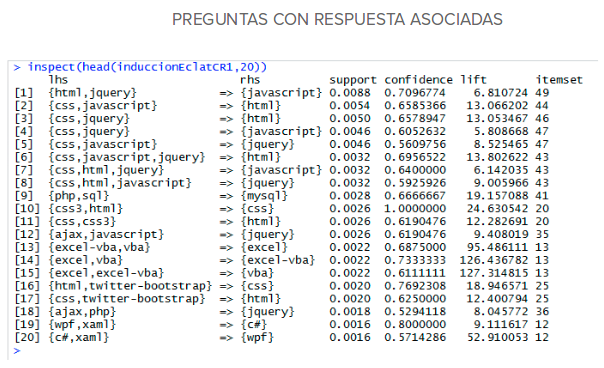 PREGUNTAS CON RESPUESTA ASOCIADAS
> inspect(head(induccionEclatCR1,20))
lhs rhs support confidence lift itemset
[1] {html,jquery} => {javascript} 0.0088 0.7096774 6.810724 49
[2] {css,javascript} => {html} 0.0054 0.6585366 13.066202 44
[3] {css,jquery} => {html} 0.0050 0.6578947 13.053467 46
[4] {css,jquery} => {javascript} 0.0046 0.6052632 5.808668 47
[5] {css,javascript} => {jquery} 0.0046 0.5609756 8.525465 47
[6] {css,javascript,jquery} => {html} 0.0032 0.6956522 13.802622 43
[7] {css,html,jquery} => {javascript} 0.0032 0.6400000 6.142035 43
[8] {css,html,javascript} => {jquery} 0.0032 0.5925926 9.005966 43
[9] {php,sql} => {mysql} 0.0028 0.6666667 19.157088 41
[10] {css3,html} => {css} 0.0026 1.0000000 24.630542 20
[11] {css,css3} => {html} 0.0026 0.6190476 12.282691 20
[12] {ajax,javascript} => {jquery} 0.0026 0.6190476 9.408019 35
[13] {excel-vba,vba} => {excel} 0.0022 0.6875000 95.486111 13
[14] {excel,vba} => {excel-vba} 0.0022 0.7333333 126.436782 13
[15] {excel,excel-vba} => {vba} 0.0022 0.6111111 127.314815 13
[16] {html,twitter-bootstrap} => {css} 0.0020 0.7692308 18.946571 25
[17] {css,twitter-bootstrap} => {html} 0.0020 0.6250000 12.400794 25
[18] {ajax,php} => {jquery} 0.0018 0.5294118 8.045772 36
[19] {wpf,xaml} => {c#} 0.0016 0.8000000 9.111617 12
[20] {c#,xaml} => {wpf} 0.0016 0.5714286 52.910053 12
>